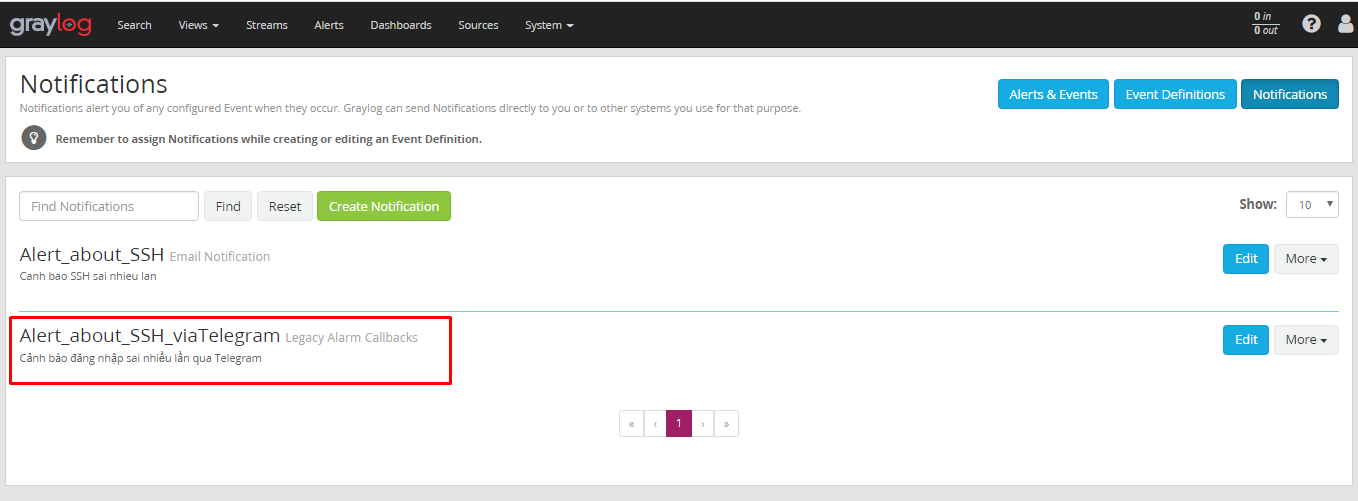 graylog Search Views Streams Alerts Dashboards Sources System 0 in
0 out
Notifications
Notifications alert you of any configured Event when they occur. Graylog can send Notifications directly to you or to other systems you use for that purpose.
Alerts & Events Event Definitions Notifications
Remember to assign Notifications while creating or editing an Event Definition.
Find Notifications Find Reset Create Notification Show: 10
Alert_about_SSH Email Notification Edit More
Canh bao SSH sai nhieu lan
Alert_about_SSH_viaTelegram Legacy Alarm Callbacks Edit More
Cảnh báo đăng nhập sai nhiều lần qua Telegram
« ‹ 1 › »